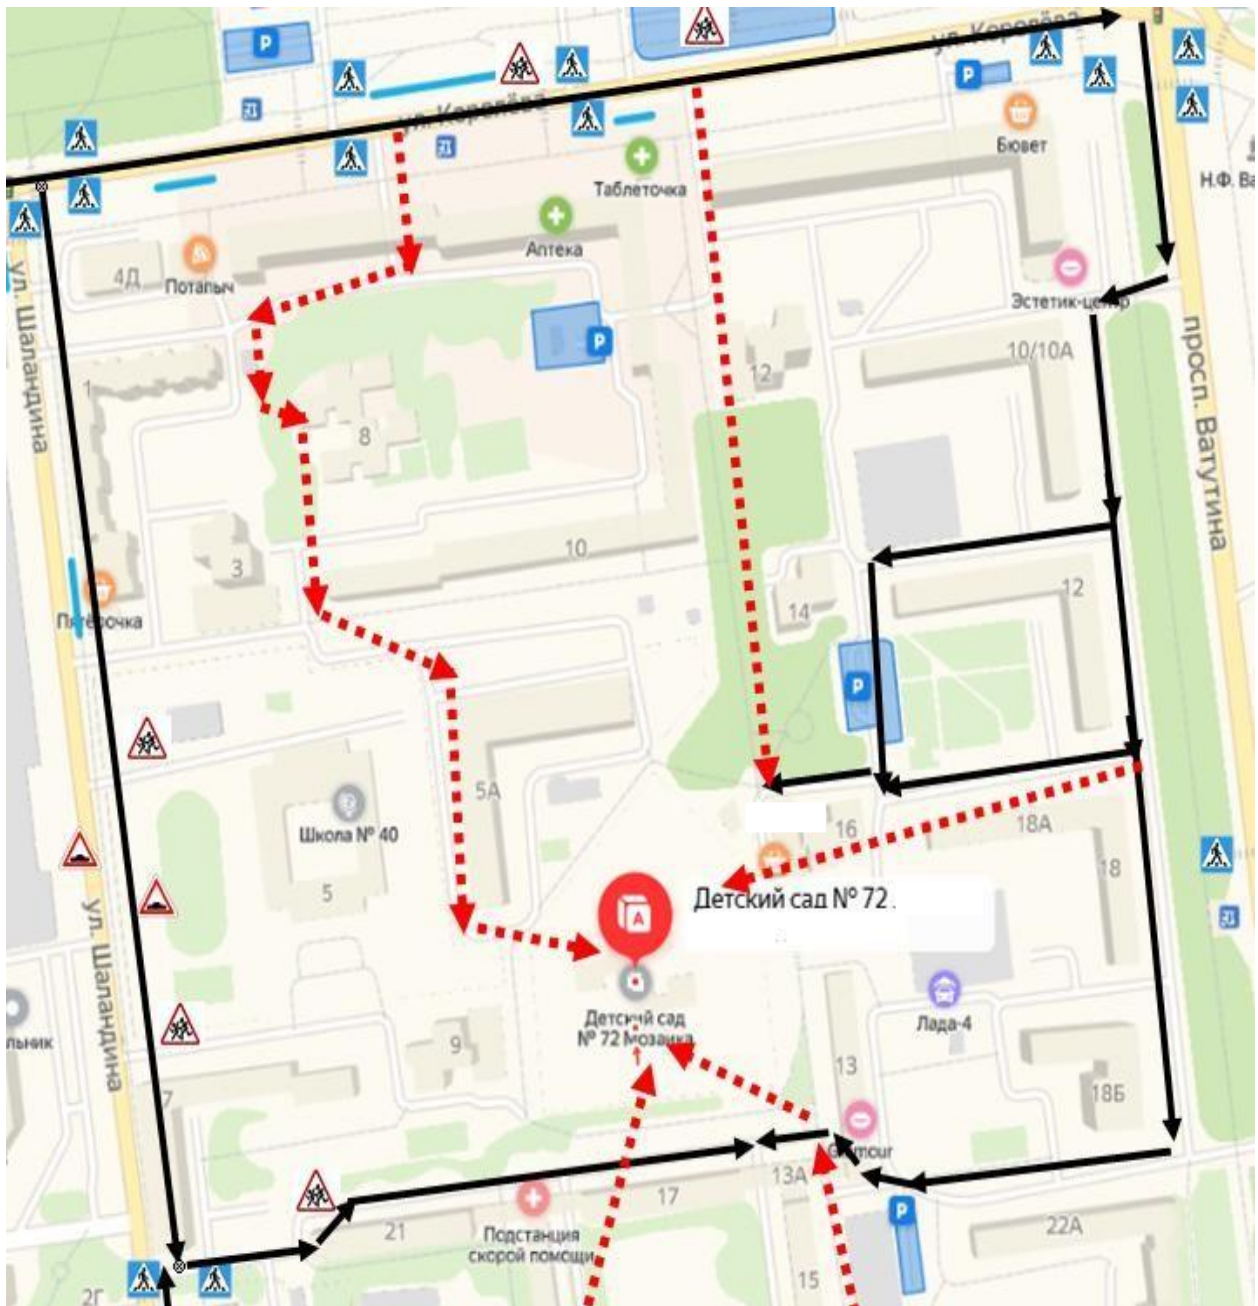 P
ул. Королёва
P
Бювет
ул. Королёва
Таблеточка
Н.Ф. Ва
Аптека
4Д
Потапыч
Эстетик-центр
ул. Шаландина
P
просп. Ватутина
10/10А
12
1
8
10
3
12
14
Пятёрочка
P
5А
Школа № 40
16
18А
5
18
А
Детский сад № 72 .
ул. Шаландина
Лада-4
льник
Детский сад
№ 72 Мозаика
9
13
7
18Б
Glamour
13А
17
P
21
Подстанция
скорой помощи
22А
15
2Г